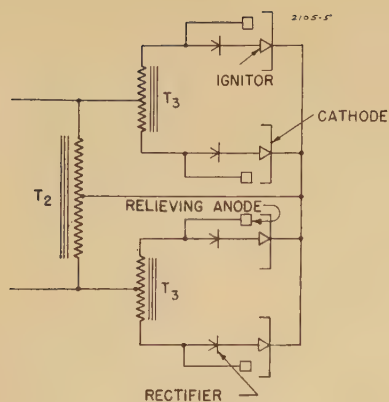 2105-5
IGNITOR
T3
CATHODE
T2
RELIEVING ANODE
T3
RECTIFIER